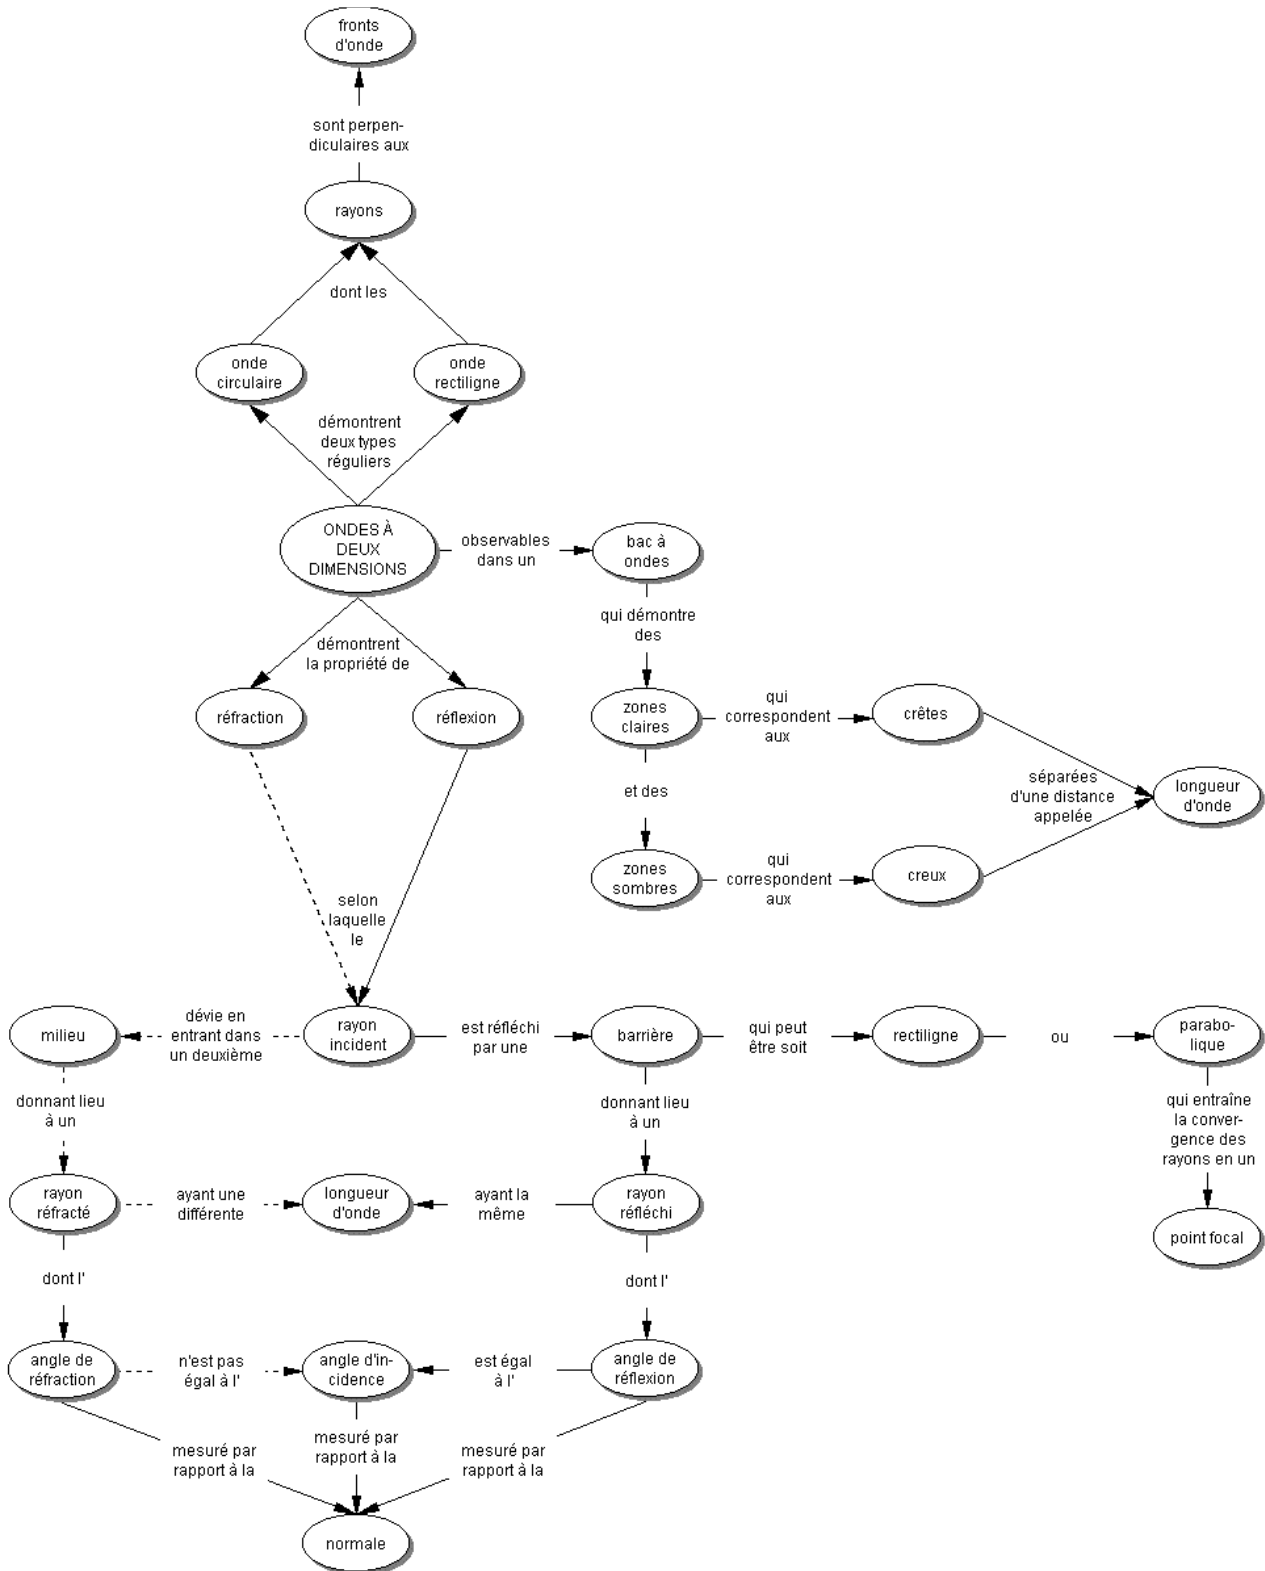 fronts
d'onde
sont perpen-
diculaires aux
rayons
dont les
onde
circulaire
onde
rectiligne
démontrent
deux types
réguliers
ONDES À
DEUX
DIMENSIONS
observables
dans un
bac à
ondes
qui démontre
des
démontrent
la propriété de
réfraction
réflexion
zones
claires
qui
correspondent
aux
crêtes
et des
séparées
d'une distance
appelée
longueur
d'onde
zones
sombres
qui
correspondent
aux
creux
selon
laquelle
le
milieu
dévie en
entrant dans
un deuxième
rayon
incident
est réfléchi
par une
barrière
qui peut
être soit
rectiligne
ou
parabo-
lique
donnant lieu
à un
donnant lieu
à un
qui entraîne
la conver-
gence des
rayons en un
rayon
réfracté
ayant une
différente
longueur
d'onde
ayant la
même
rayon
réfléchi
point focal
dont l'
dont l'
angle de
réfraction
n'est pas
égal à l'
angle d'in-
cidence
est égal
à l'
angle de
réflexion
mesuré par
rapport à la
mesuré par
rapport à la
mesuré par
rapport à la
normale